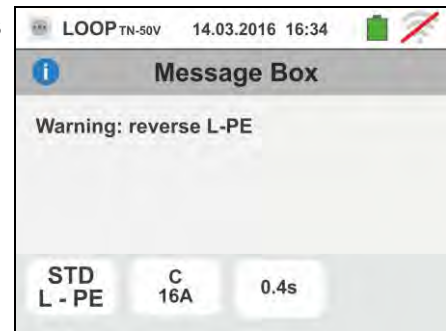 LOOP TN-50V 14.03.2016 16:34
Message Box
Warning: reverse L-PE
STD C 0.4s
L - PE 16A